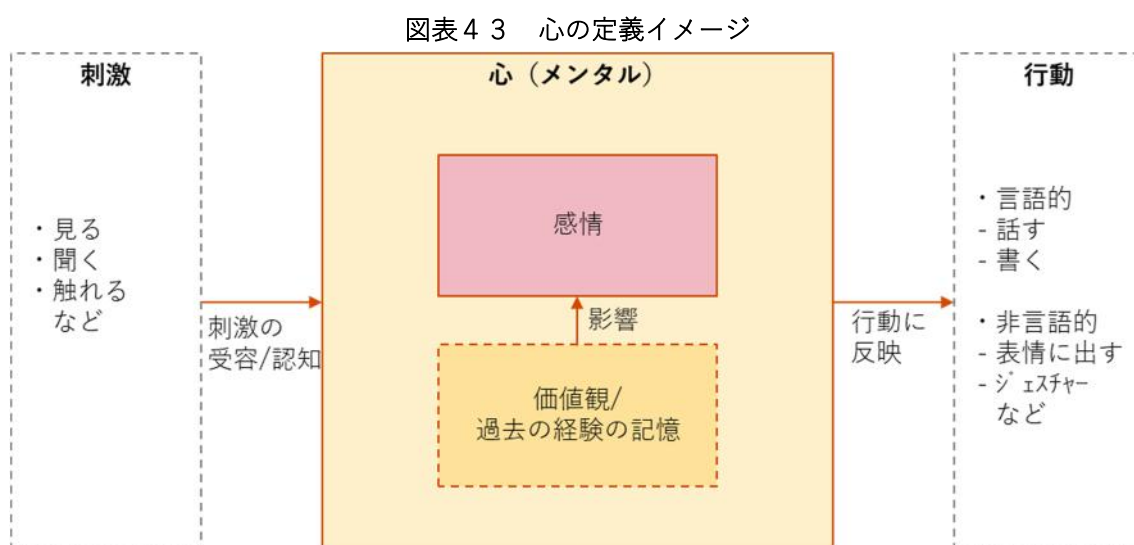 図表43 心の定義イメージ
刺激
・見る
・聞く
・触れる
など
刺激の
受容/認知
心（メンタル）
感情
影響
価値観/
過去の経験の記憶
行動に
反映
行動
・言語的
- 話す
- 書く
・非言語的
- 表情に出す
- ｼﾞｪｽﾁｬｰ
など